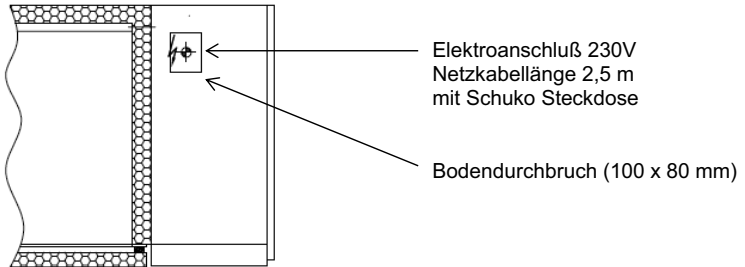 Elektroanschluß 230V
Netzkabellänge 2,5 m
mit Schuko Steckdose
Bodendurchbruch (100 x 80 mm)